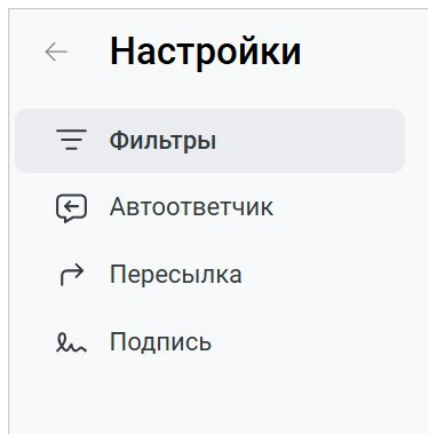 Настройки
Фильтры
Автоответчик
Пересылка
Подпись